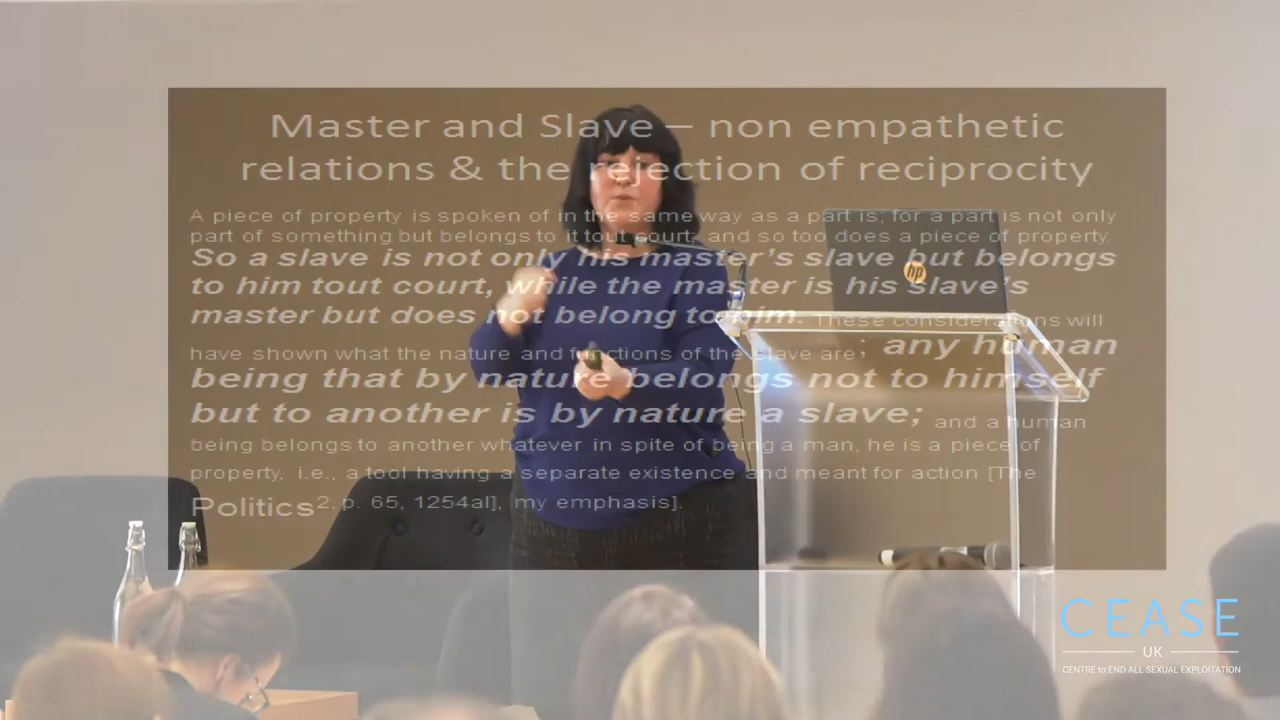 Master and Slave – non empathetic
relations & the rejection of reciprocity
A piece of property is spoken of in the same way as a part is; for a part is not only
part of something but belongs to it tout court; and so too does a piece of property.
So a slave is not only his master's slave but belongs
to him tout court, while the master is his slave's
master but does not belong to him. These considerations will
have shown what the nature and functions of the slave are; any human
being that by nature belongs not to himself
but to another is by nature a slave; and a human
being belongs to another whatever in spite of being a man, he is a piece of
property, i.e., a tool having a separate existence and meant for action [The
Politics2, p. 65, 1254al], my emphasis].
hp
CEASE
UK
CENTRE to END ALL SEXUAL EXPLOITATION